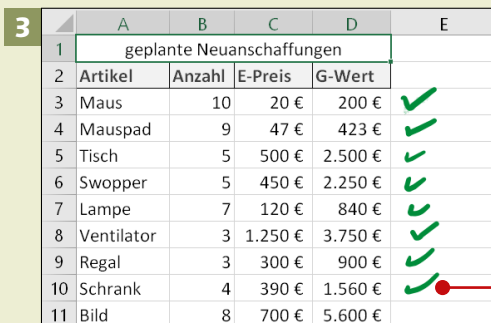 3
A B C D E
1 geplante Neuanschaffungen
2 Artikel Anzahl E-Preis G-Wert
3 Maus 10 20 € 200 €
4 Mauspad 9 47 € 423 €
5 Tisch 5 500 € 2.500 €
6 Swopper 5 450 € 2.250 €
7 Lampe 7 120 € 840 €
8 Ventilator 3 1.250 € 3.750 €
9 Regal 3 300 € 900 €
10 Schrank 4 390 € 1.560 €
11 Bild 8 700 € 5.600 €